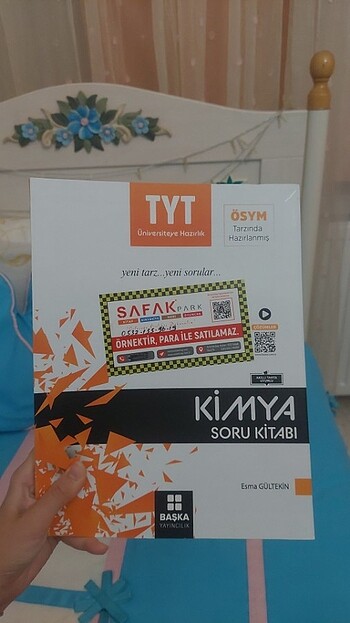 TYT
Üniversiteye Hazırlık
ÖSYM
Tarzında
Hazırlanmış
yeni tarz...yeni sorular...
SAFAK PARK
ÖRNEKTİR, PARA İLE SATILAMAZ.
ÇÖZÜMLER
KİMYA
SORU KİTABI
Esma GÜLTEKİN
BAŞKA
YAYINCILIK